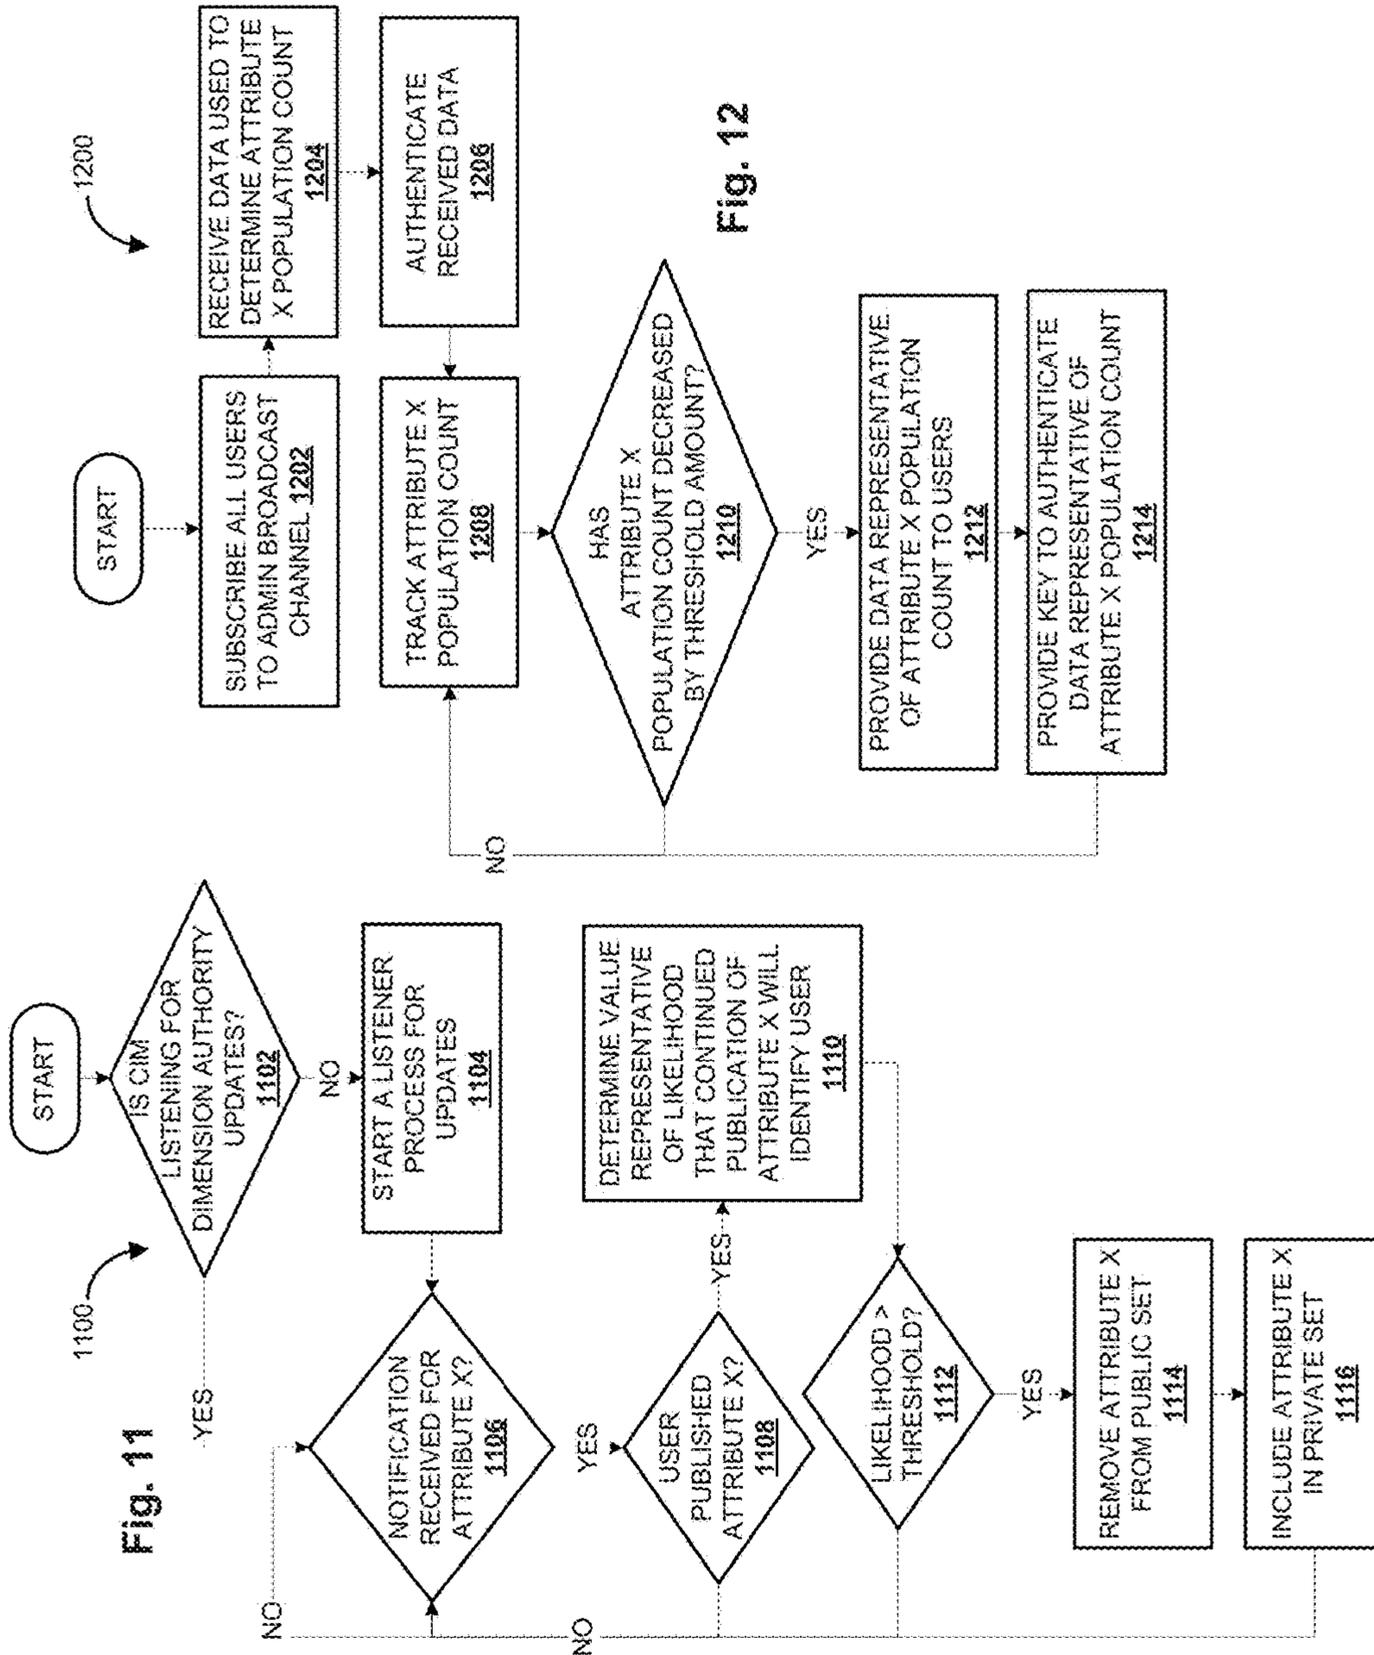 Fig. 11
1100
START
IS CIM
LISTENING FOR
DIMENSION AUTHORITY
UPDATES?
1102
YES
NO
START A LISTENER
PROCESS FOR
UPDATES
1104
NO
NOTIFICATION
RECEIVED FOR
ATTRIBUTE X?
1106
YES
NO
USER
PUBLISHED
ATTRIBUTE X?
1108
YES
DETERMINE VALUE
REPRESENTATIVE
OF LIKELIHOOD
THAT CONTINUED
PUBLICATION OF
ATTRIBUTE X WILL
IDENTIFY USER
1110
LIKELIHOOD >
THRESHOLD?
1112
YES
REMOVE ATTRIBUTE X
FROM PUBLIC SET
1114
INCLUDE ATTRIBUTE X
IN PRIVATE SET
1116
1200
START
SUBSCRIBE ALL USERS
TO ADMIN BROADCAST
CHANNEL 1202
RECEIVE DATA USED TO
DETERMINE ATTRIBUTE
X POPULATION COUNT
1204
AUTHENTICATE
RECEIVED DATA
1206
TRACK ATTRIBUTE X
POPULATION COUNT
1208
HAS
ATTRIBUTE X
POPULATION COUNT DECREASED
BY THRESHOLD AMOUNT?
1210
NO
YES
PROVIDE DATA REPRESENTATIVE
OF ATTRIBUTE X POPULATION
COUNT TO USERS
1212
PROVIDE KEY TO AUTHENTICATE
DATA REPRESENTATIVE OF
ATTRIBUTE X POPULATION COUNT
1214
Fig. 12